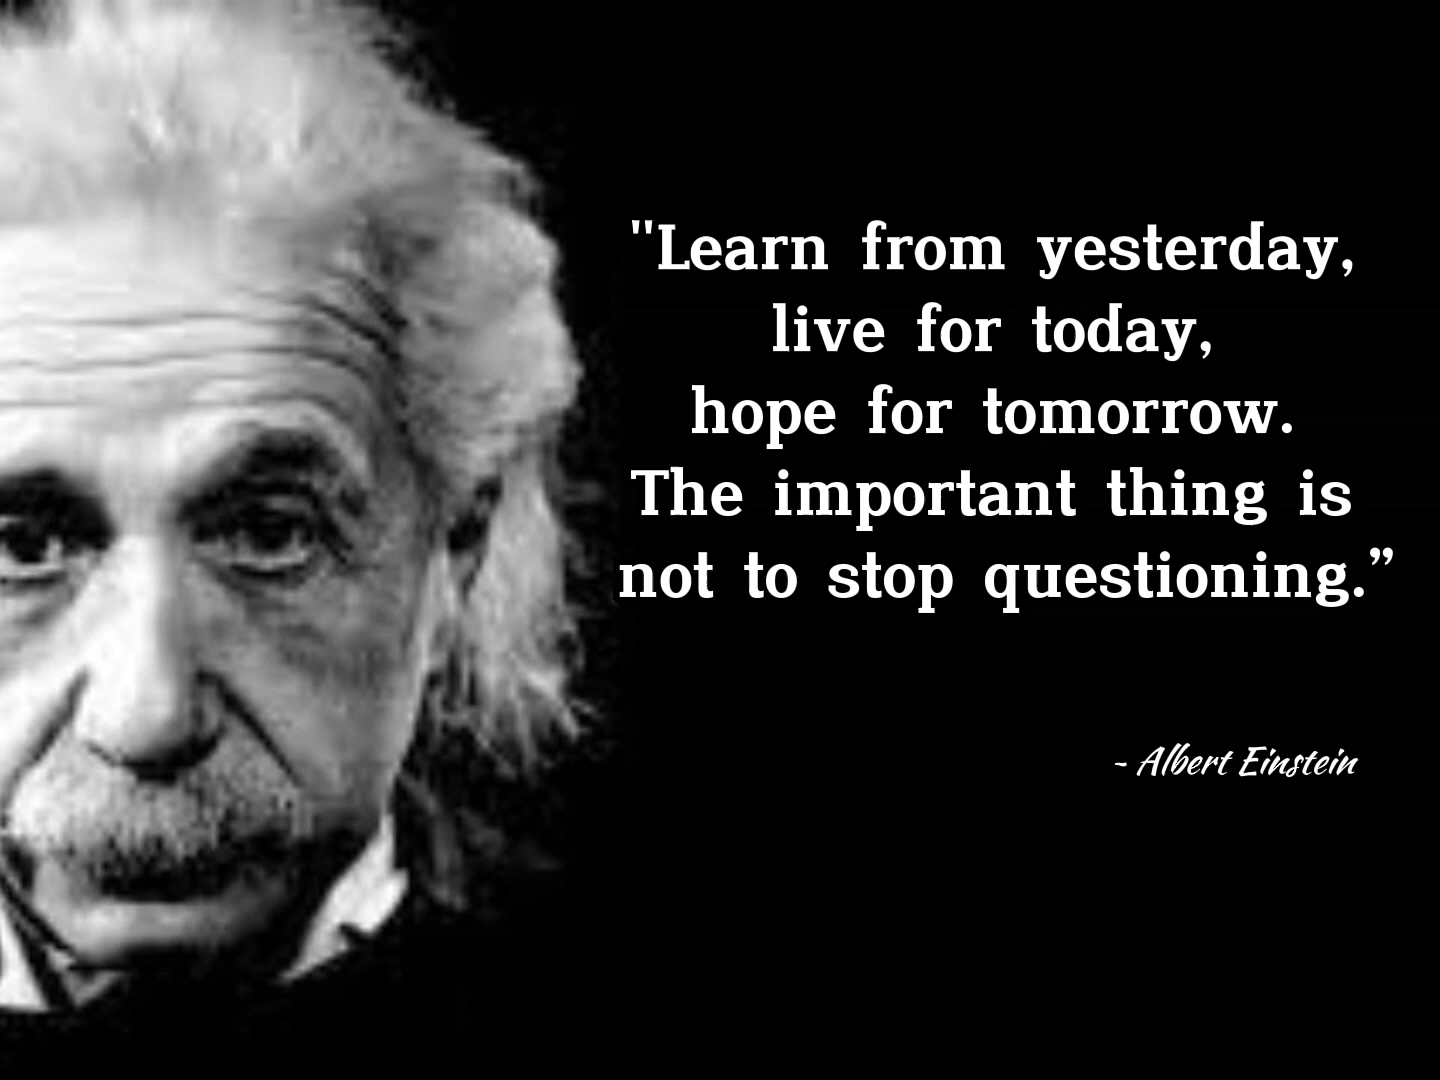 "Learn from yesterday,
live for today,
hope for tomorrow.
The important thing is
not to stop questioning.”
- Albert Einstein